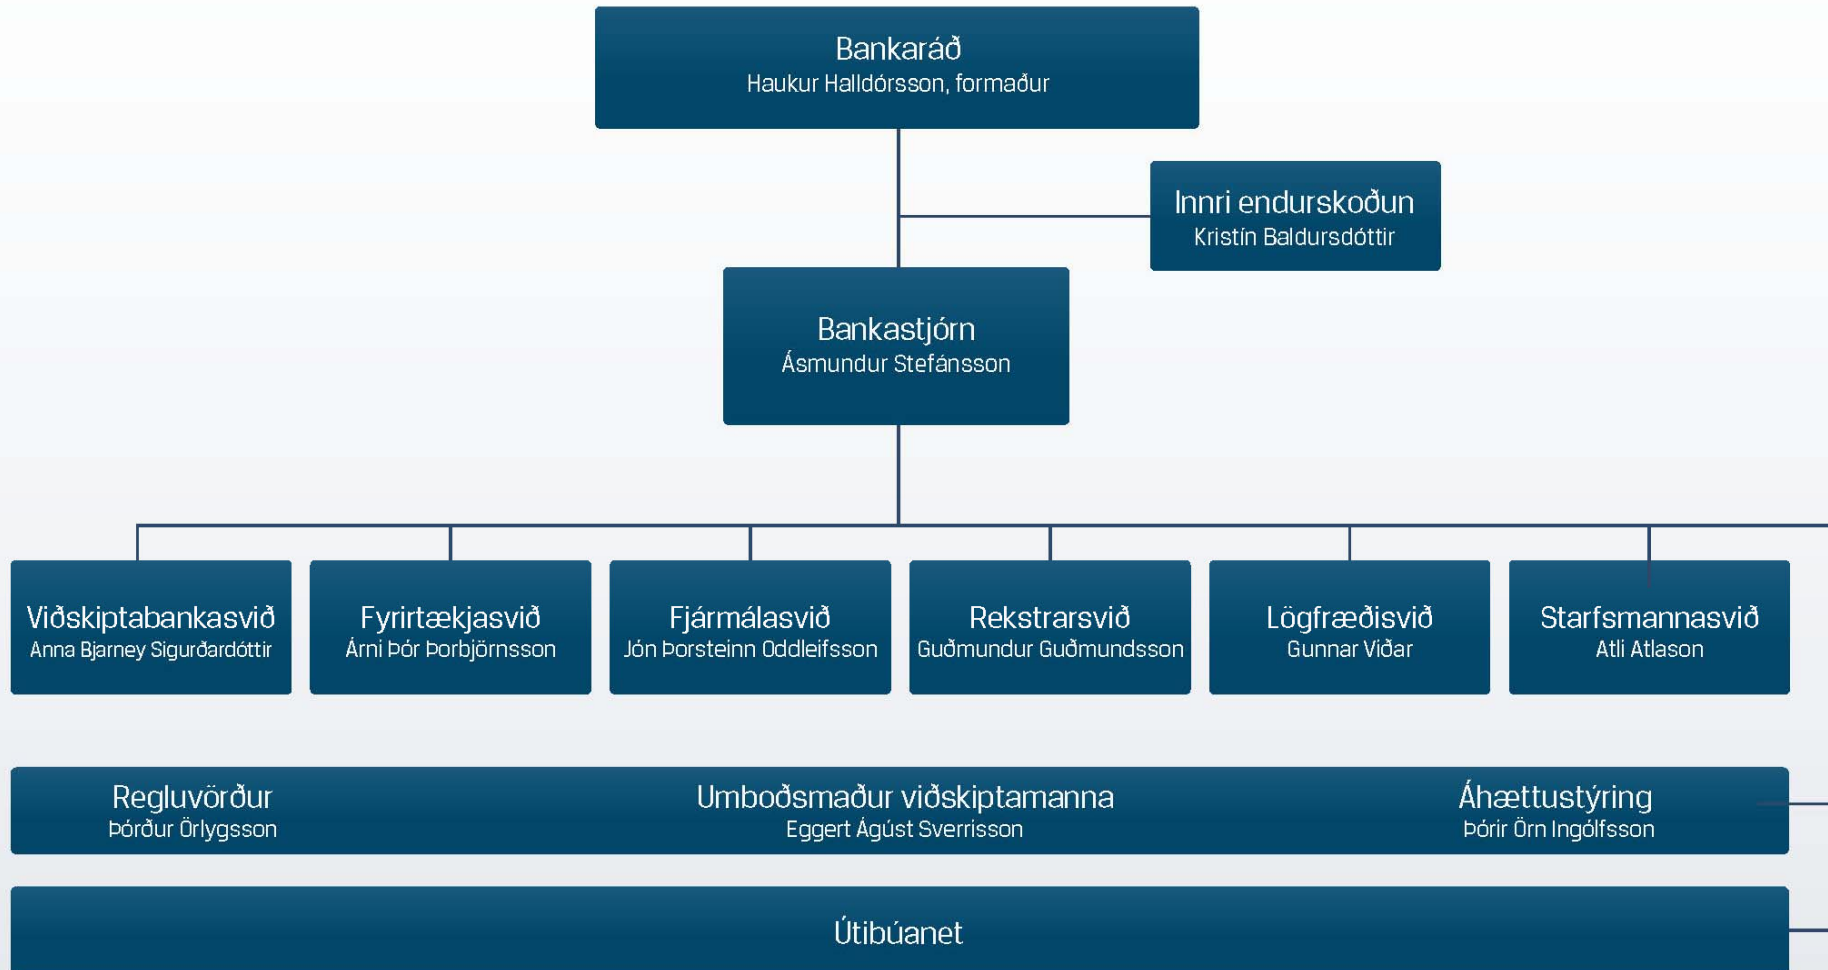 Bankaráð
Haukur Halldórsson, formaður
Innri endurskoðun
Kristín Baldursdóttir
Bankastjórn
Ásmundur Stefánsson
Viðskiptabankasvið
Anna Bjarney Sigurðardóttir
Fyrirtækjasvið
Árni Þór Þorbjörnsson
Fjármálasvið
Jón Þorsteinn Oddleifsson
Rekstrarsvið
Guðmundur Guðmundsson
Lögfræðisvið
Gunnar Viðar
Starfsmannasvið
Atli Atlason
Regluvörður
Þórður Örlygsson
Umboðsmaður viðskiptamanna
Eggert Ágúst Sverrisson
Áhættustýring
Þórir Örn Ingólfsson
Útibúanet